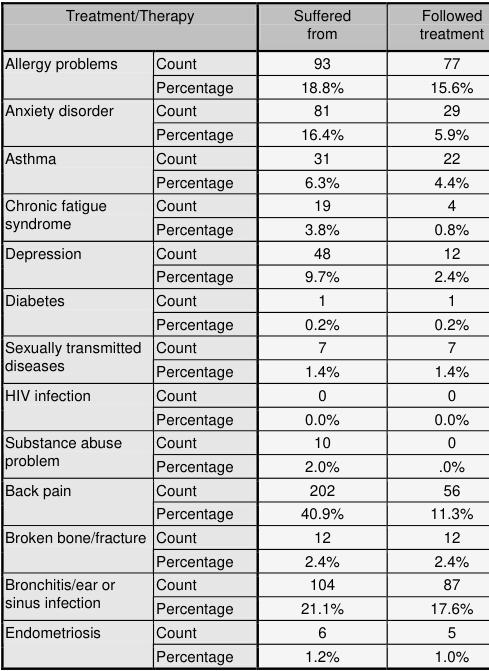 Treatment/Therapy Suffered from Followed treatment
Allergy problems Count 93 77
Percentage 18.8% 15.6%
Anxiety disorder Count 81 29
Percentage 16.4% 5.9%
Asthma Count 31 22
Percentage 6.3% 4.4%
Chronic fatigue syndrome Count 19 4
Percentage 3.8% 0.8%
Depression Count 48 12
Percentage 9.7% 2.4%
Diabetes Count 1 1
Percentage 0.2% 0.2%
Sexually transmitted diseases Count 7 7
Percentage 1.4% 1.4%
HIV infection Count 0 0
Percentage 0.0% 0.0%
Substance abuse problem Count 10 0
Percentage 2.0% .0%
Back pain Count 202 56
Percentage 40.9% 11.3%
Broken bone/fracture Count 12 12
Percentage 2.4% 2.4%
Bronchitis/ear or sinus infection Count 104 87
Percentage 21.1% 17.6%
Endometriosis Count 6 5
Percentage 1.2% 1.0%